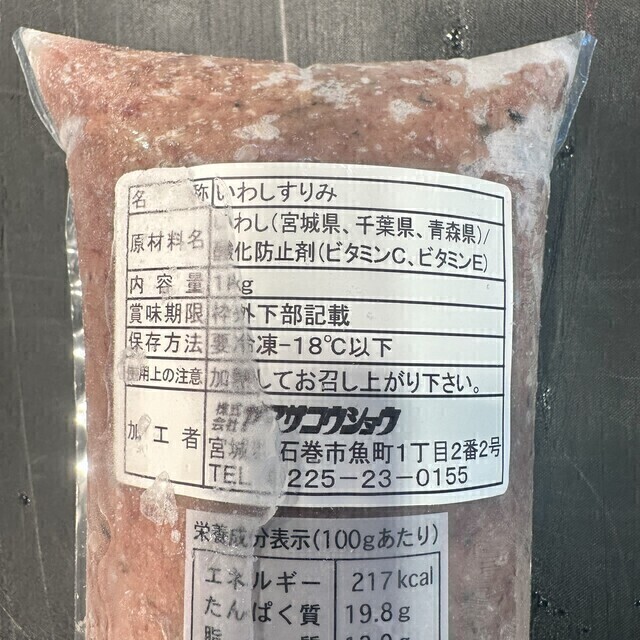 名 称 いわしすりみ
原材料名 いわし(宮城県、千葉県、青森県)/
酸化防止剤(ビタミンC、ビタミンE)
内容量 1kg
賞味期限 枠外下部記載
保存方法 要冷凍-18℃以下
使用上の注意 加熱してお召し上がり下さい。
加工者 株式会社 ヤマサコウショウ
宮城県石巻市魚町1丁目2番2号
TEL 0225-23-0155
栄養成分表示(100gあたり)
エネルギー 217kcal
たんぱく質 19.8g